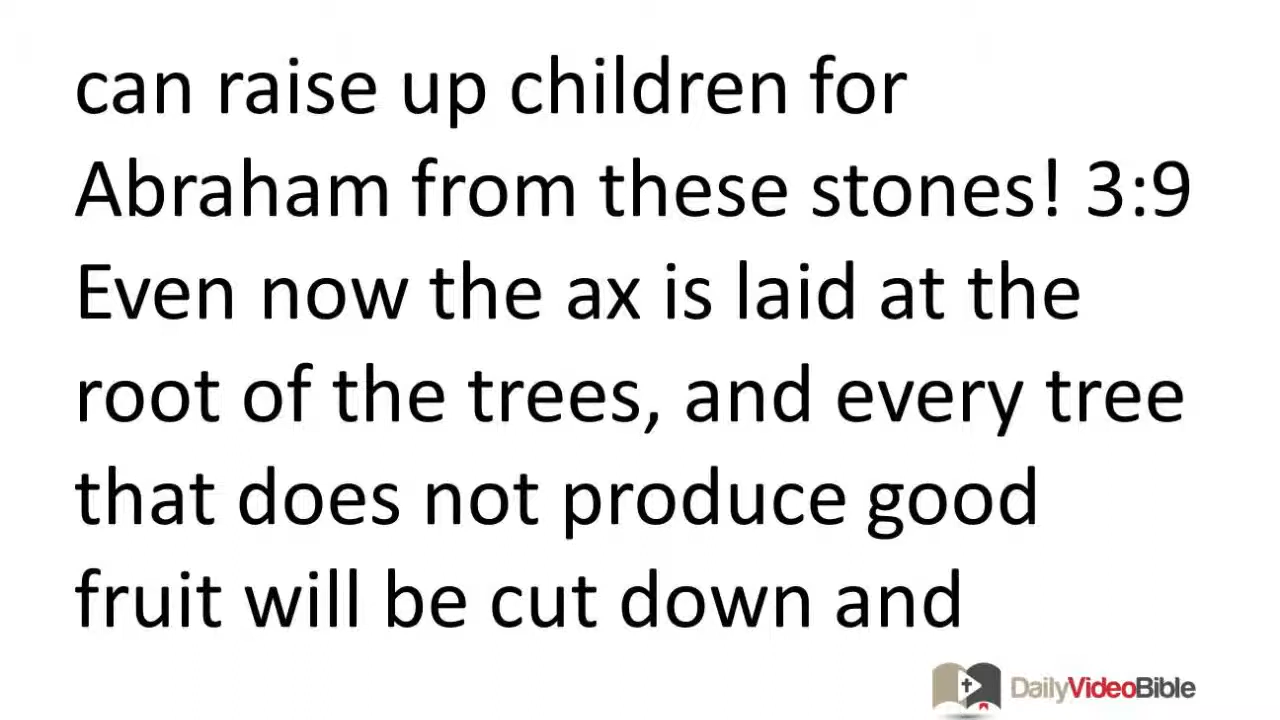 can raise up children for
Abraham from these stones! 3:9
Even now the ax is laid at the
root of the trees, and every tree
that does not produce good
fruit will be cut down and
DailyVideoBible